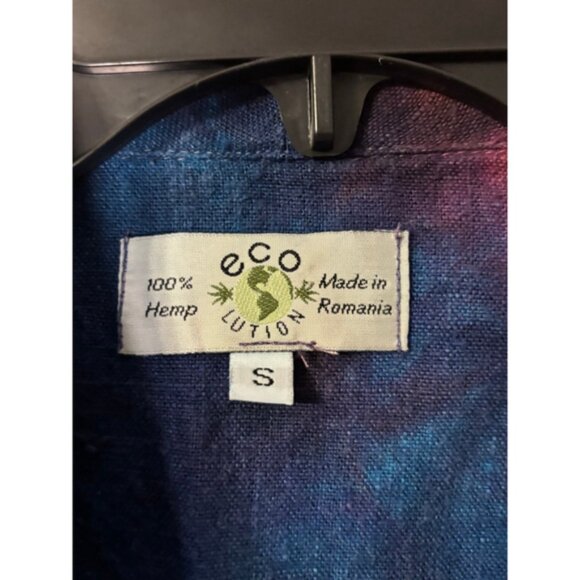 eco
100%
Hemp
LUTION
Made in
Romania
S